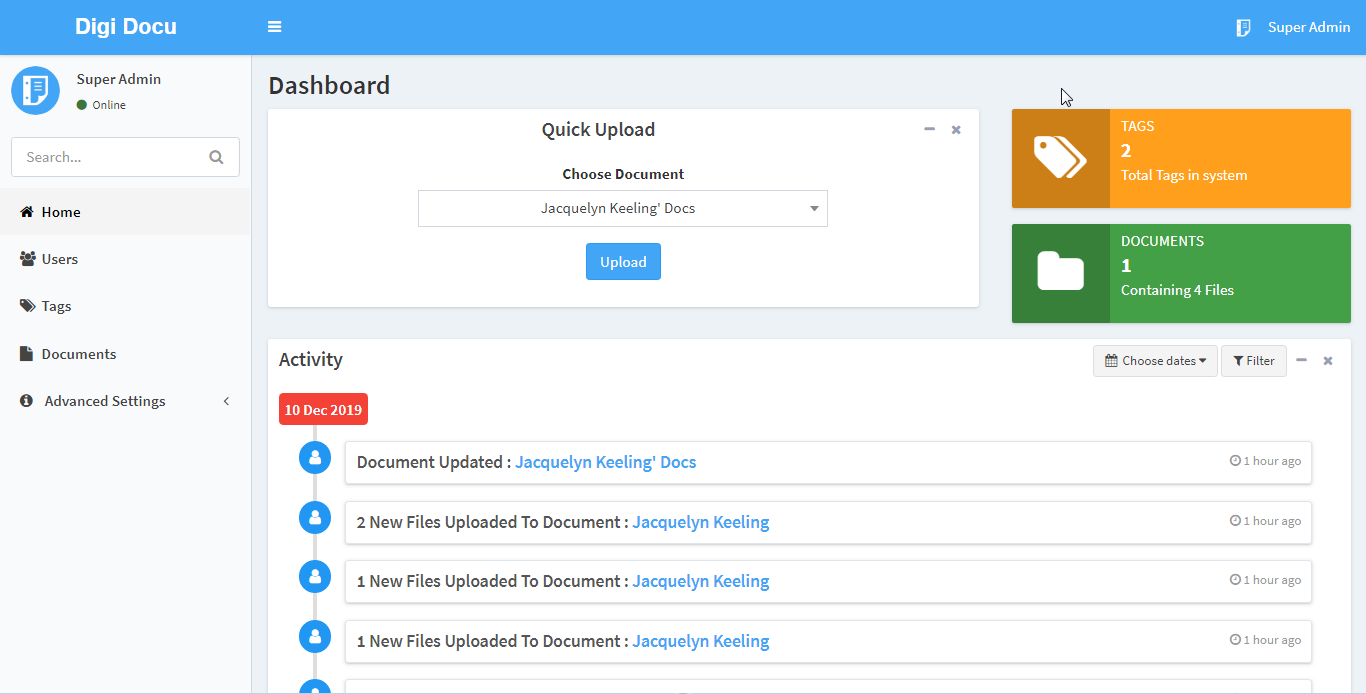 Digi Docu
Super Admin
Super Admin
Online
Search...
Home
Users
Tags
Documents
Advanced Settings
Dashboard
Quick Upload
Choose Document
Jacquelyn Keeling' Docs
Upload
TAGS
2
Total Tags in system
DOCUMENTS
1
Containing 4 Files
Activity
Choose dates
Filter
10 Dec 2019
Document Updated : Jacquelyn Keeling' Docs
1 hour ago
2 New Files Uploaded To Document : Jacquelyn Keeling
1 hour ago
1 New Files Uploaded To Document : Jacquelyn Keeling
1 hour ago
1 New Files Uploaded To Document : Jacquelyn Keeling
1 hour ago